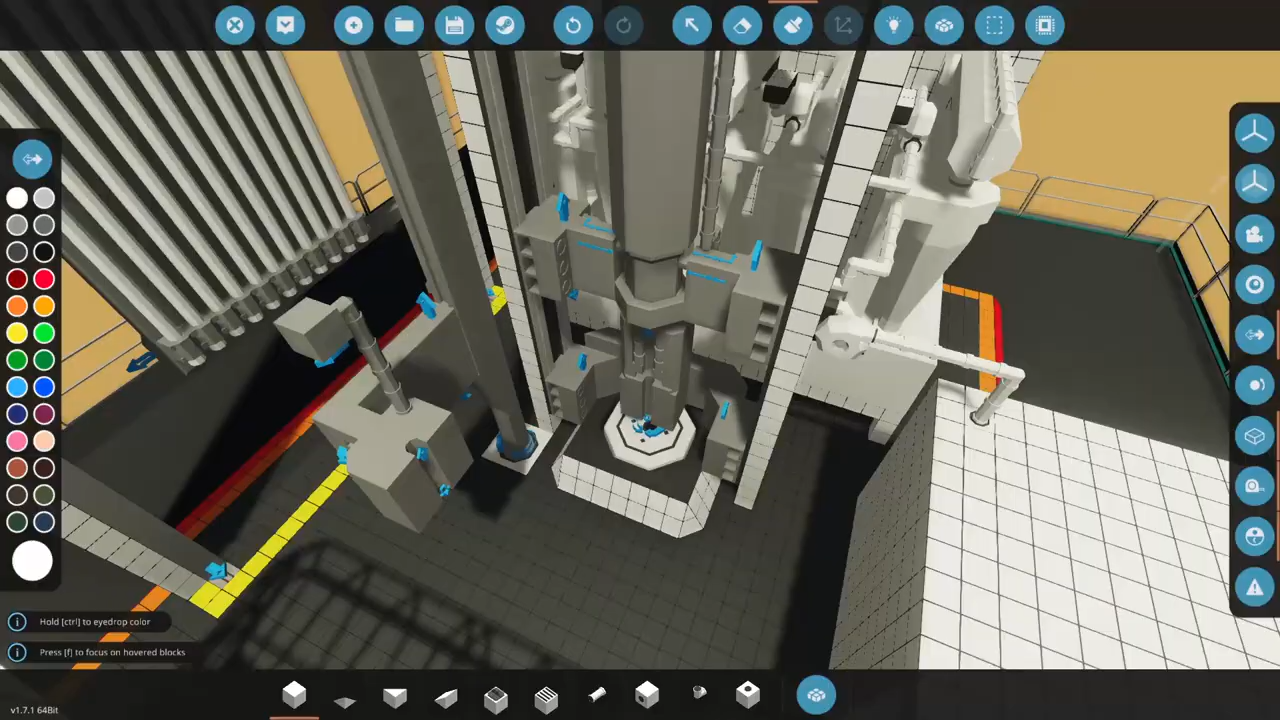 Hold [ctrl] to eyedrop color
Press [f] to focus on hovered blocks
v1.7.1 64Bit